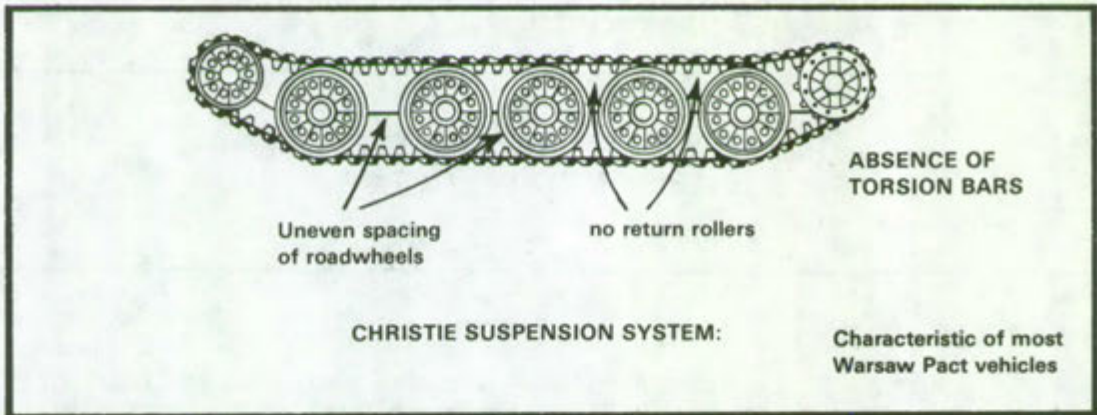 ABSENCE OF
TORSION BARS
Uneven spacing
of roadwheels
no return rollers
CHRISTIE SUSPENSION SYSTEM:
Characteristic of most
Warsaw Pact vehicles